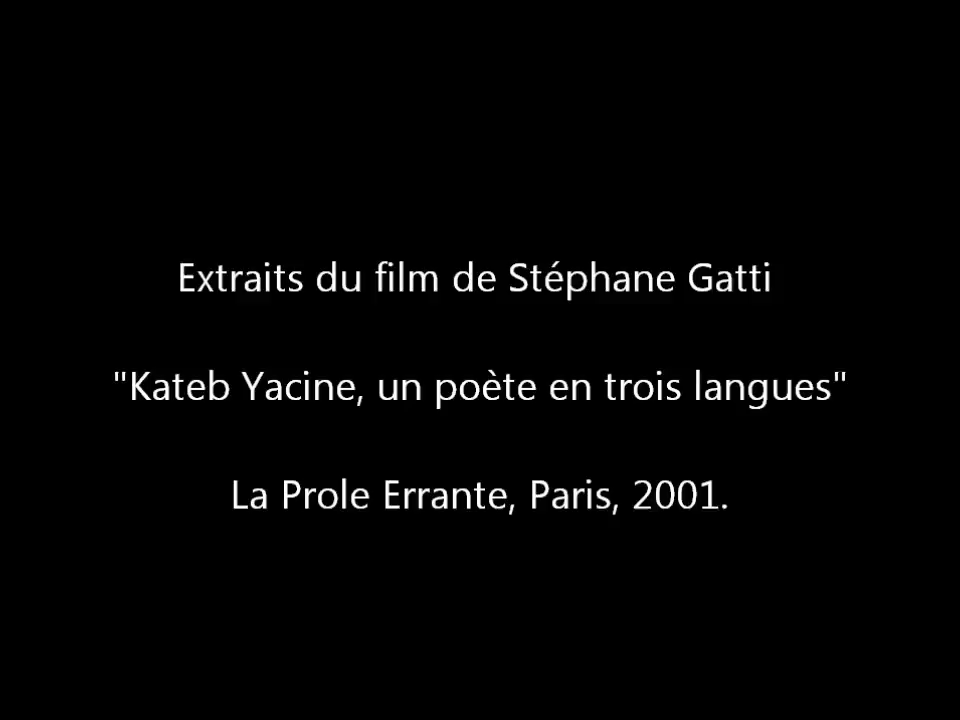 Extraits du film de Stéphane Gatti
"Kateb Yacine, un poète en trois langues"
La Prole Errante, Paris, 2001.